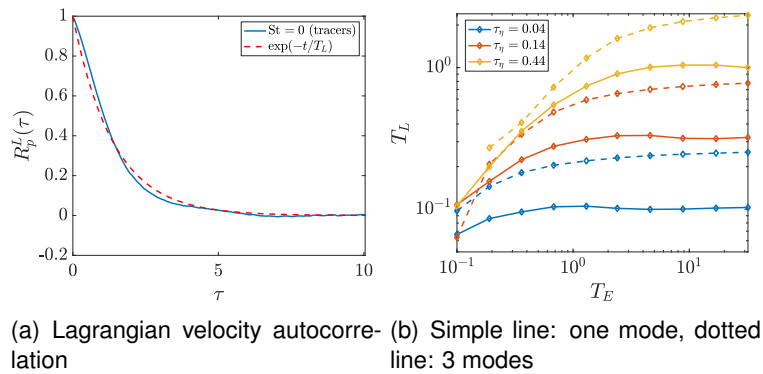 1
0.8
0.6
0.4
0.2
0
-0.2
R_p^L(τ)
St = 0 (tracers)
exp(−t/T_L)
0 5 10
τ
10^0
10^-1
T_L
τ_η = 0.04
τ_η = 0.14
τ_η = 0.44
10^-1 10^0 10^1
T_E
(a) Lagrangian velocity autocorre-
lation
(b) Simple line: one mode, dotted
line: 3 modes